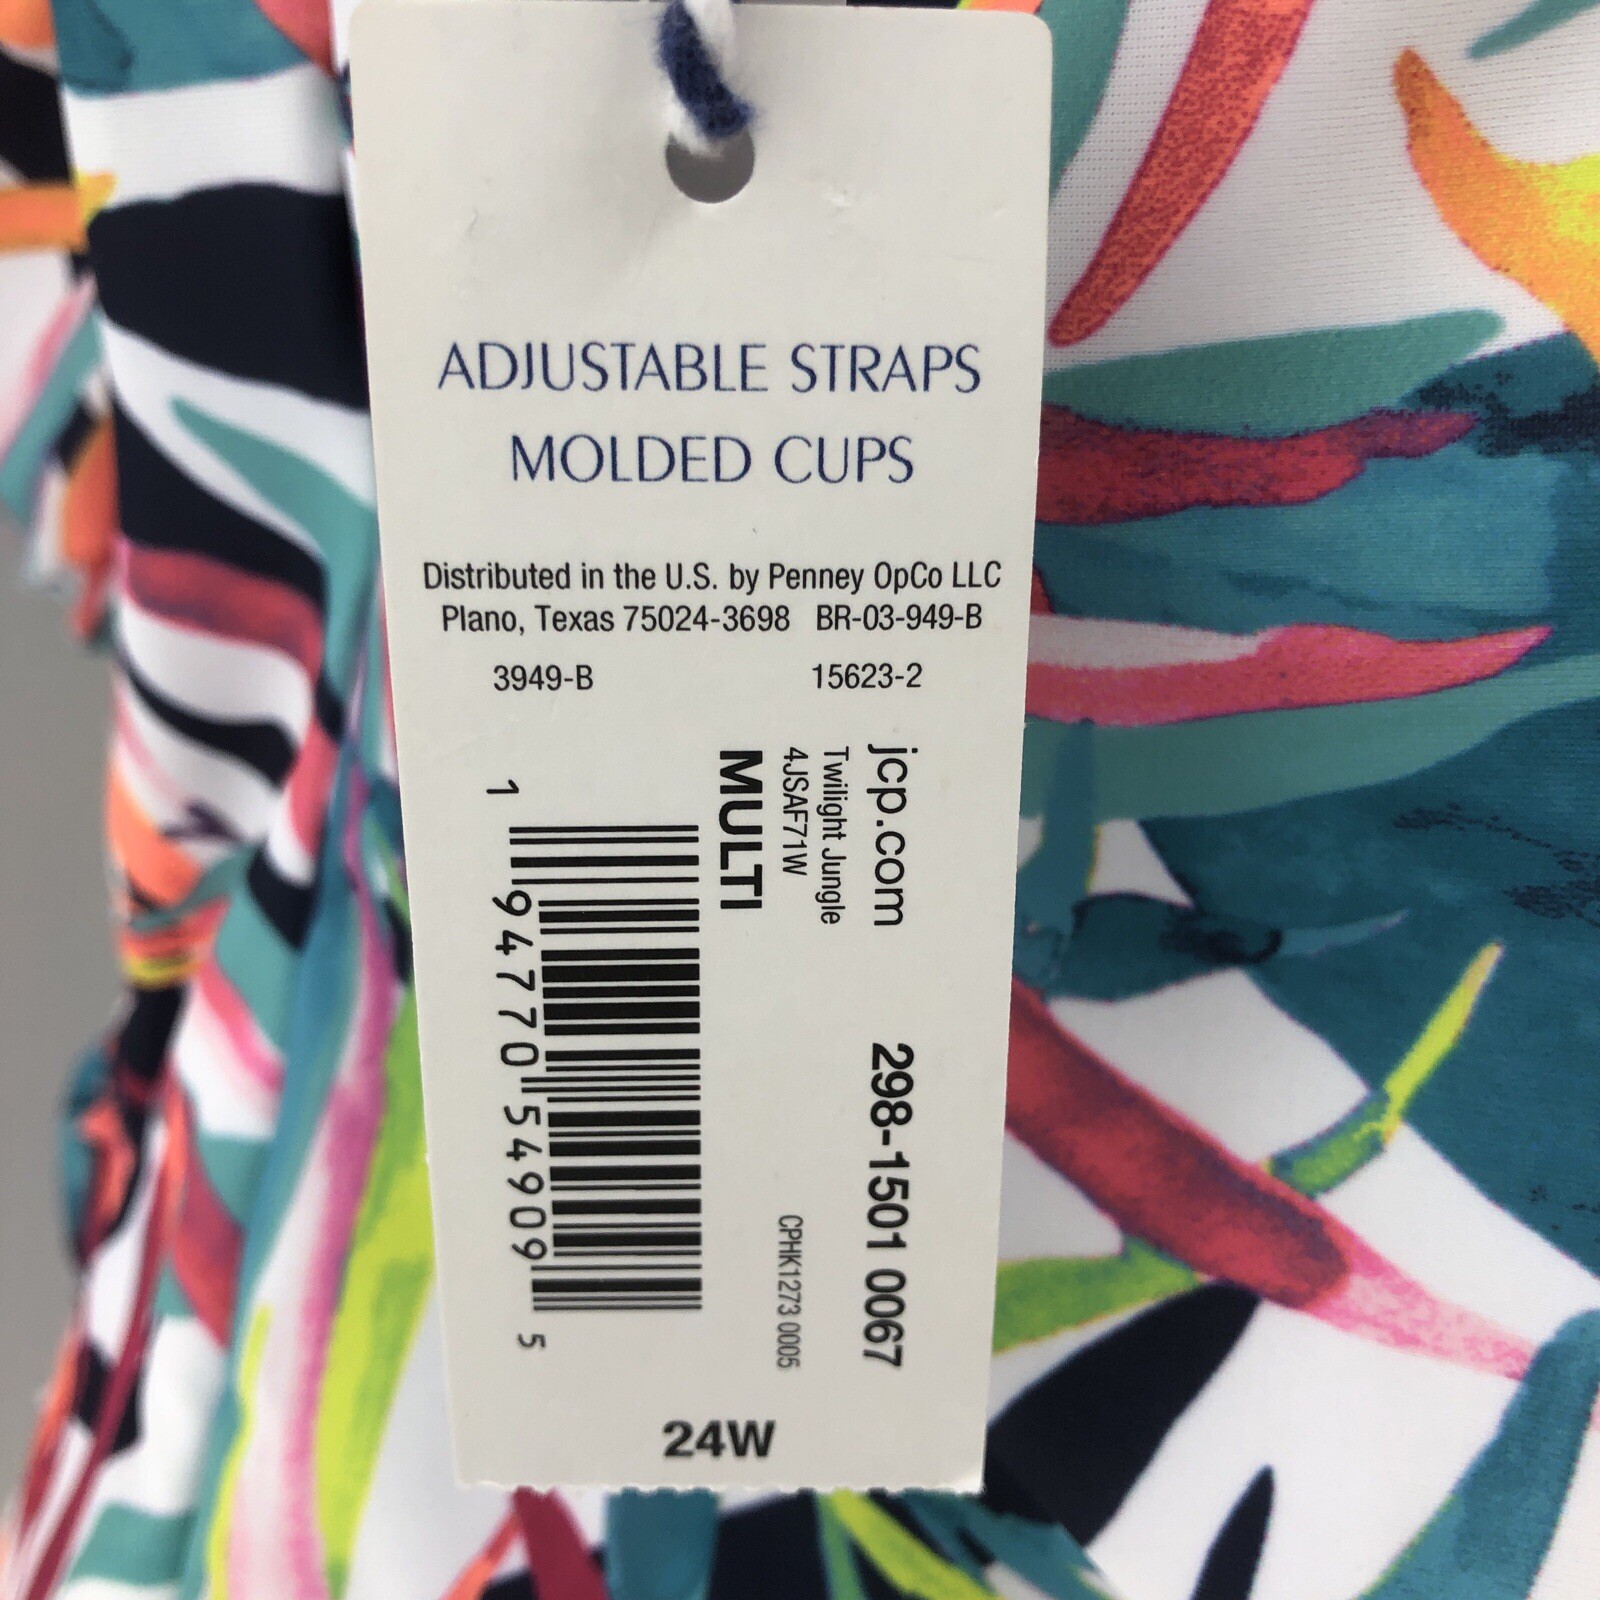 ADJUSTABLE STRAPS
MOLDED CUPS
Distributed in the U.S. by Penney OpCo LLC
Plano, Texas 75024-3698 BR-03-949-B
3949-B 15623-2
jcp.com 298-1501 0067
Twilight Jungle
4JSAF71W CPHK1273 0005
MULTI
1 94770 54909 5
24W